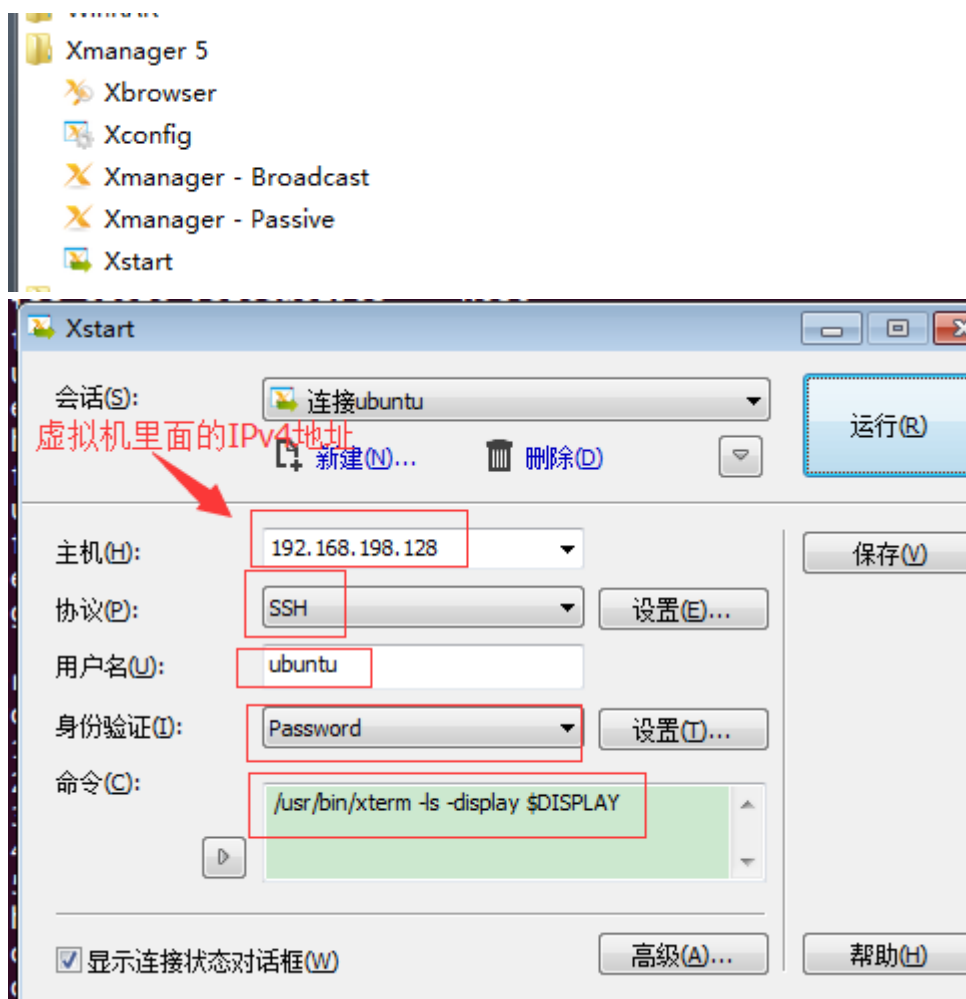 Xmanager 5
Xbrowser
Xconfig
Xmanager - Broadcast
Xmanager - Passive
Xstart
Xstart
会话(S):
连接ubuntu
运行(R)
虚拟机里面的IPv4地址
新建(N)...
删除(D)
主机(H):
192.168.198.128
保存(V)
协议(P):
SSH
设置(E)...
用户名(U):
ubuntu
身份验证(I):
Password
设置(T)...
命令(C):
/usr/bin/xterm -ls -display $DISPLAY
显示连接状态对话框(W)
高级(A)...
帮助(H)